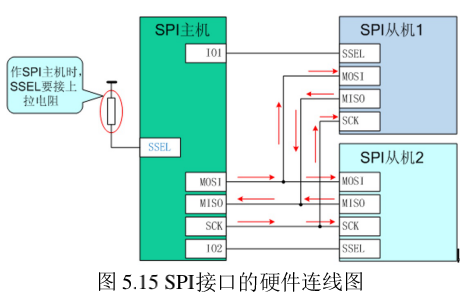 SPI主机
SPI从机1
IO1
SSEL
作SPI主机时,
SSEL要接上
拉电阻
MOSI
MISO
SCK
SSEL
SPI从机2
MOSI
MOSI
MISO
MISO
SCK
SCK
IO2
SSEL
图 5.15 SPI接口的硬件连线图